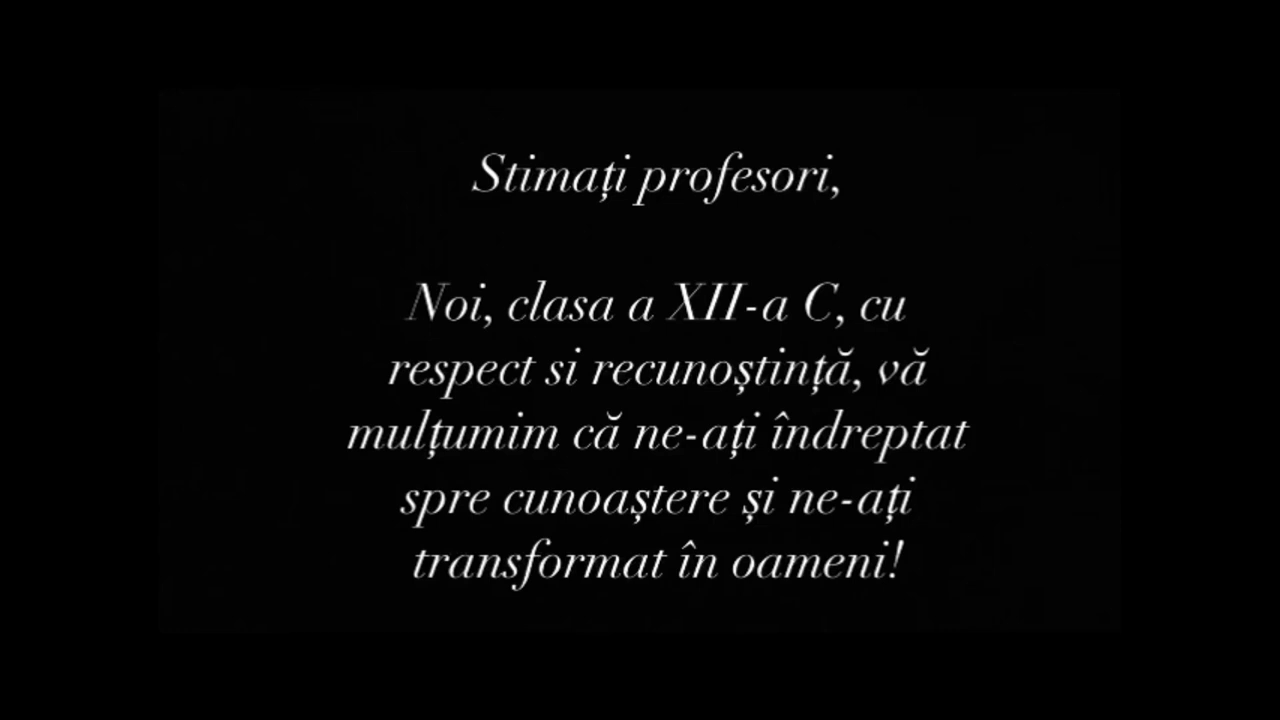 Stimați profesori,
Noi, clasa a XII-a C, cu
respect si recunoștință, vă
mulțumim că ne-ați îndreptat
spre cunoaștere și ne-ați
transformat în oameni!